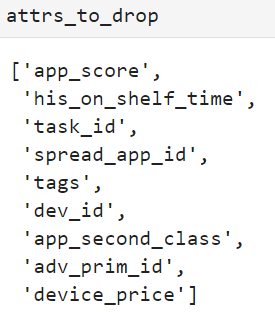 attrs_to_drop
['app_score',
'his_on_shelf_time',
'task_id',
'spread_app_id',
'tags',
'dev_id',
'app_second_class',
'adv_prim_id',
'device_price']